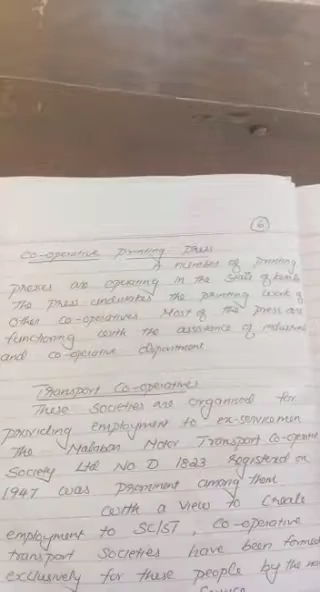 6
Co-operative Printing Press
A number of printing
presses are operating in the State of
The press undertakes the printing work of
Other Co-operatives Most of the press are
functioning with the assistance of
and co-operative department
Transport Co-operatives
These societies are organised for
providing employment to ex-servicemen
The Malabar Motor Transport Co-
Society Ltd No D 1823 registered in
1947 was prominent among them
with a view to Create
employment to SC/ST, Co-operative
transport Societies have been formed
exclusively for these people by the